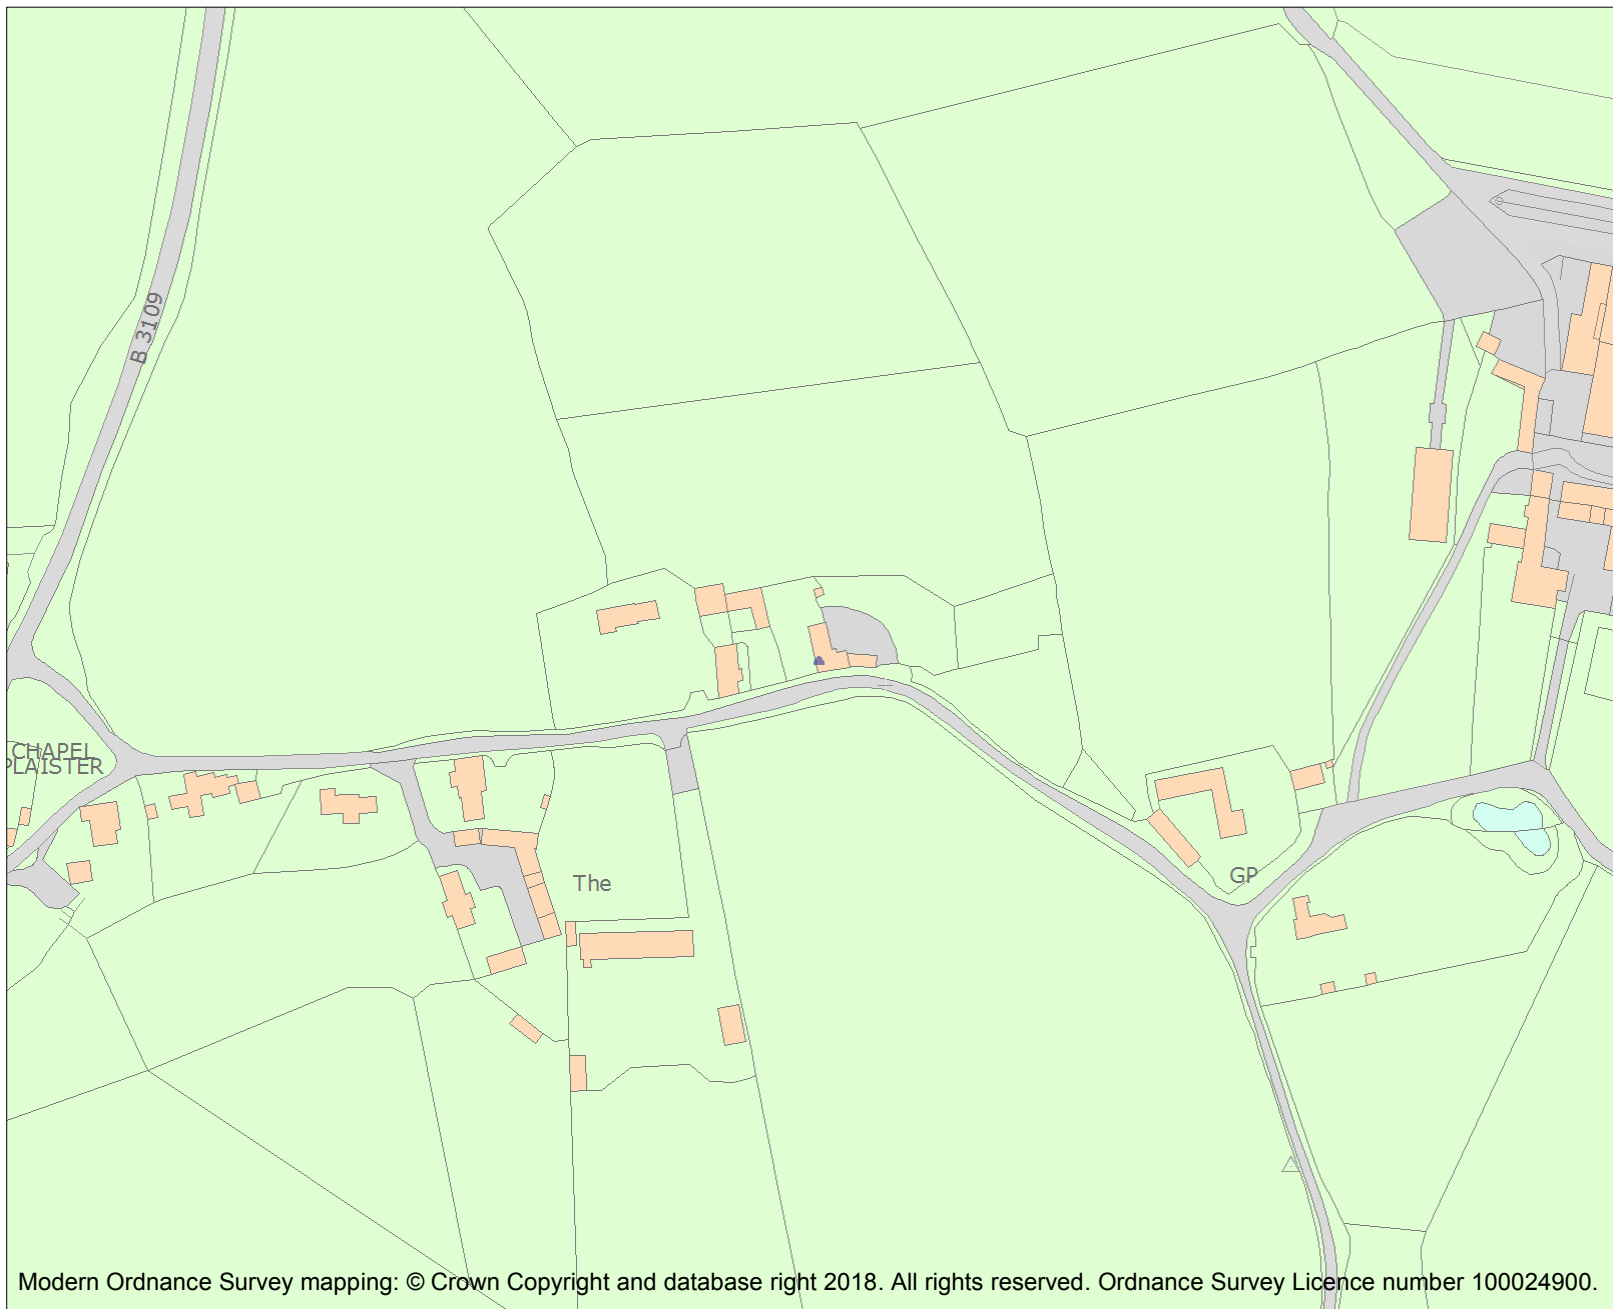 B 3109
CHAPEL
PLAISTER
The
GP
Modern Ordnance Survey mapping: © Crown Copyright and database right 2018. All rights reserved. Ordnance Survey Licence number 100024900.